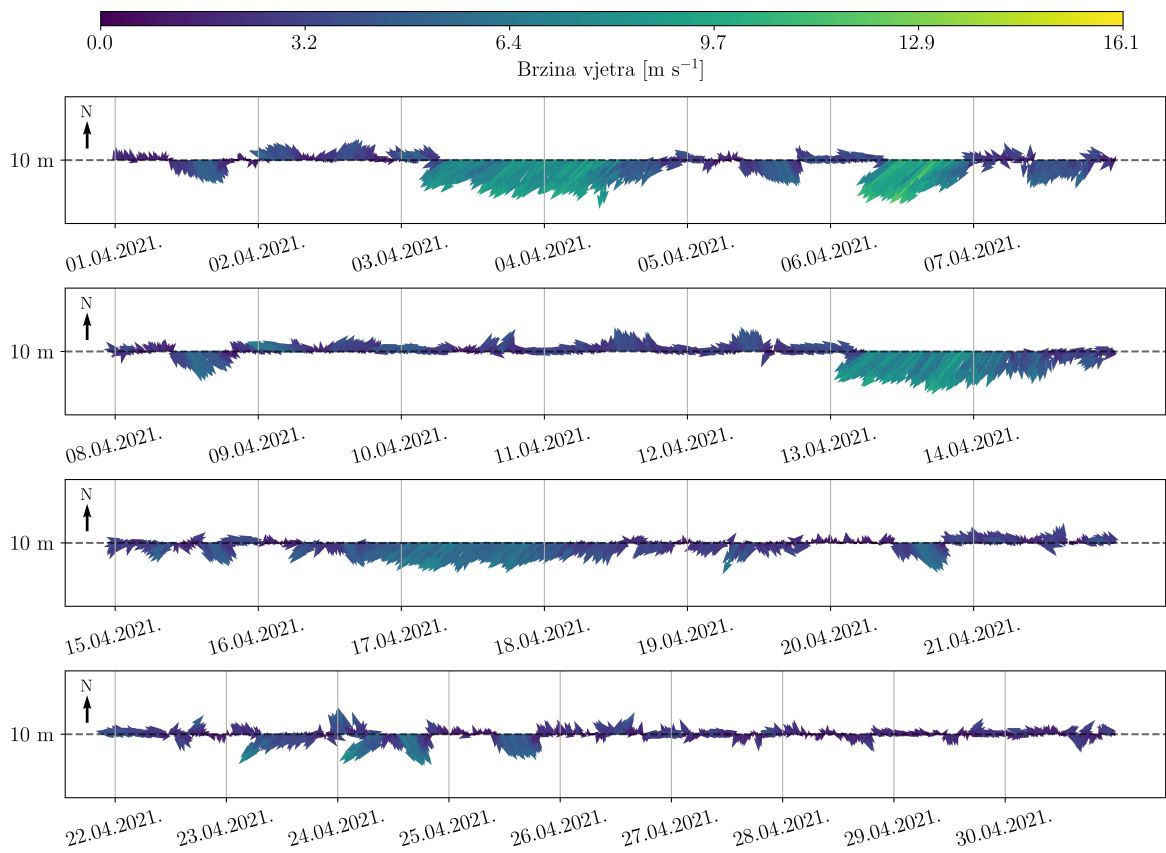 0.0 3.2 6.4 9.7 12.9 16.1
Brzina vjetra [m s⁻¹]
N
10 m
01.04.2021. 02.04.2021. 03.04.2021. 04.04.2021. 05.04.2021. 06.04.2021. 07.04.2021.
N
10 m
08.04.2021. 09.04.2021. 10.04.2021. 11.04.2021. 12.04.2021. 13.04.2021. 14.04.2021.
N
10 m
15.04.2021. 16.04.2021. 17.04.2021. 18.04.2021. 19.04.2021. 20.04.2021. 21.04.2021.
N
10 m
22.04.2021. 23.04.2021. 24.04.2021. 25.04.2021. 26.04.2021. 27.04.2021. 28.04.2021. 29.04.2021. 30.04.2021.